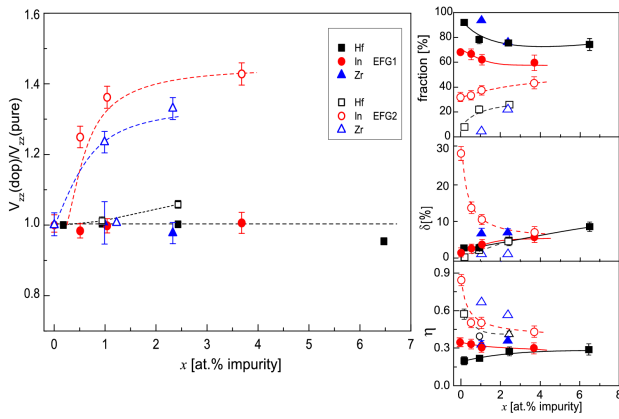 V_zz(dop)/V_zz(pure)
1.6
1.4
1.2
1.0
0.8
0 1 2 3 4 5 6 7
x [at.% impurity]
Hf
In EFG1
Zr
Hf
In EFG2
Zr
fraction [%]
100
80
60
40
20
0
δ[%]
30
20
10
0
η
0.9
0.6
0.3
0.0
0 2 4 6 8
x [at.% impurity]